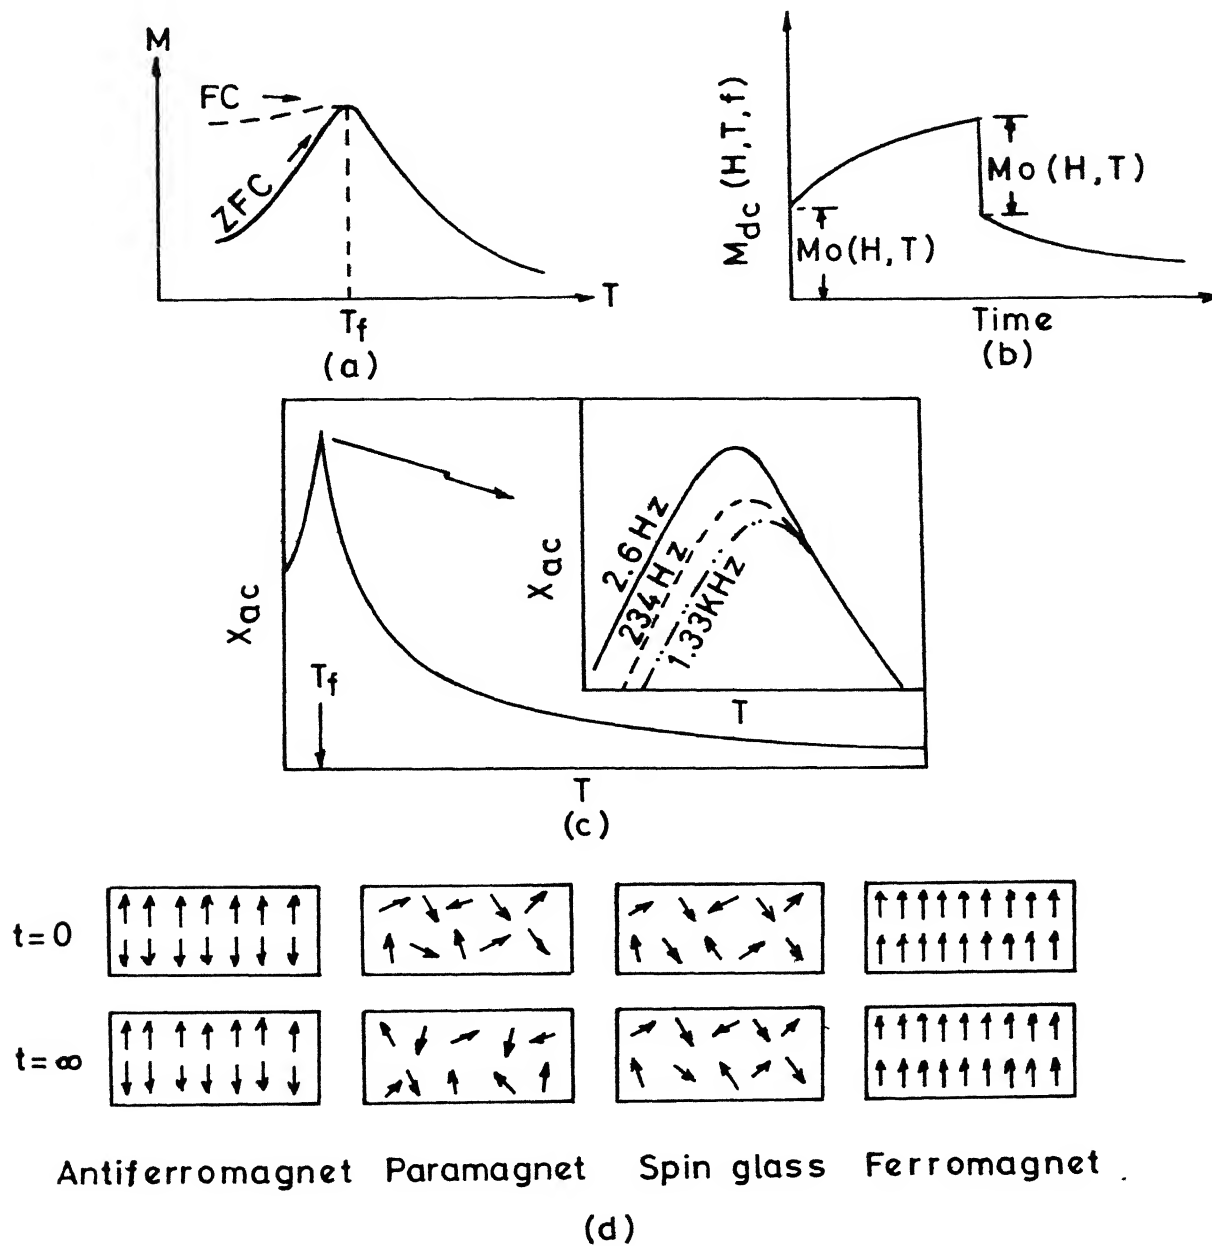 M
FC
ZFC
T
Tf
(a)
Mdc (H,T,f)
Mo(H,T)
Mo(H,T)
Time
(b)
Xac
Tf
T
Xac
2.6Hz
234Hz
1.33KHz
T
(c)
t=0
t=∞
Antiferromagnet Paramagnet Spin glass Ferromagnet .
(d)